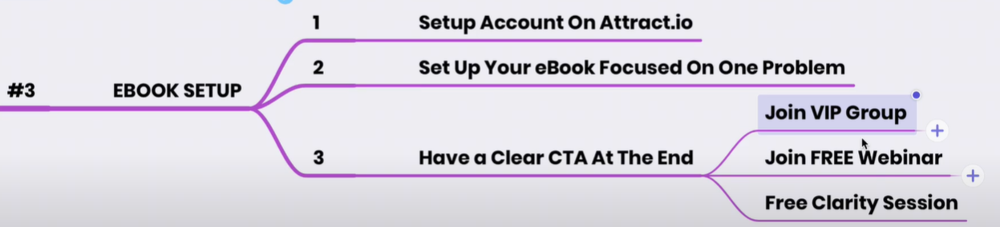 1 Setup Account On Attract.io
2 Set Up Your eBook Focused On One Problem
#3 EBOOK SETUP
Join VIP Group
3 Have a Clear CTA At The End
Join FREE Webinar
Free Clarity Session